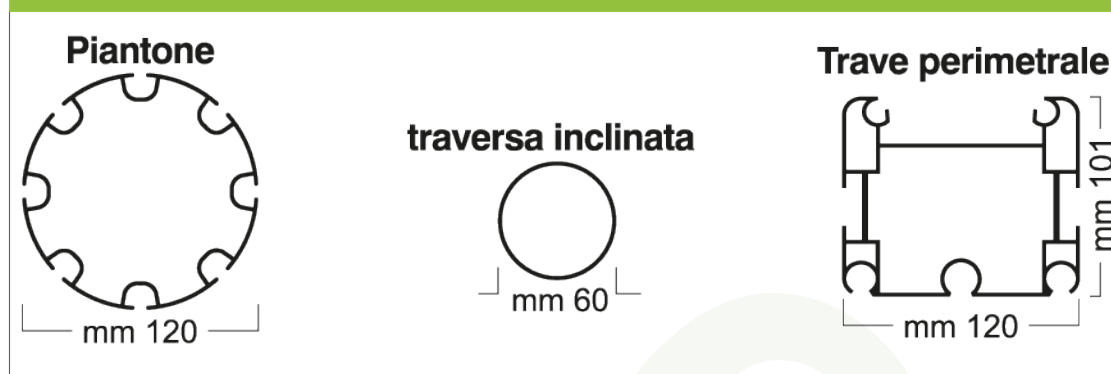 Piantone
Trave perimetrale
traversa inclinata
mm 101
mm 60
mm 120
mm 120